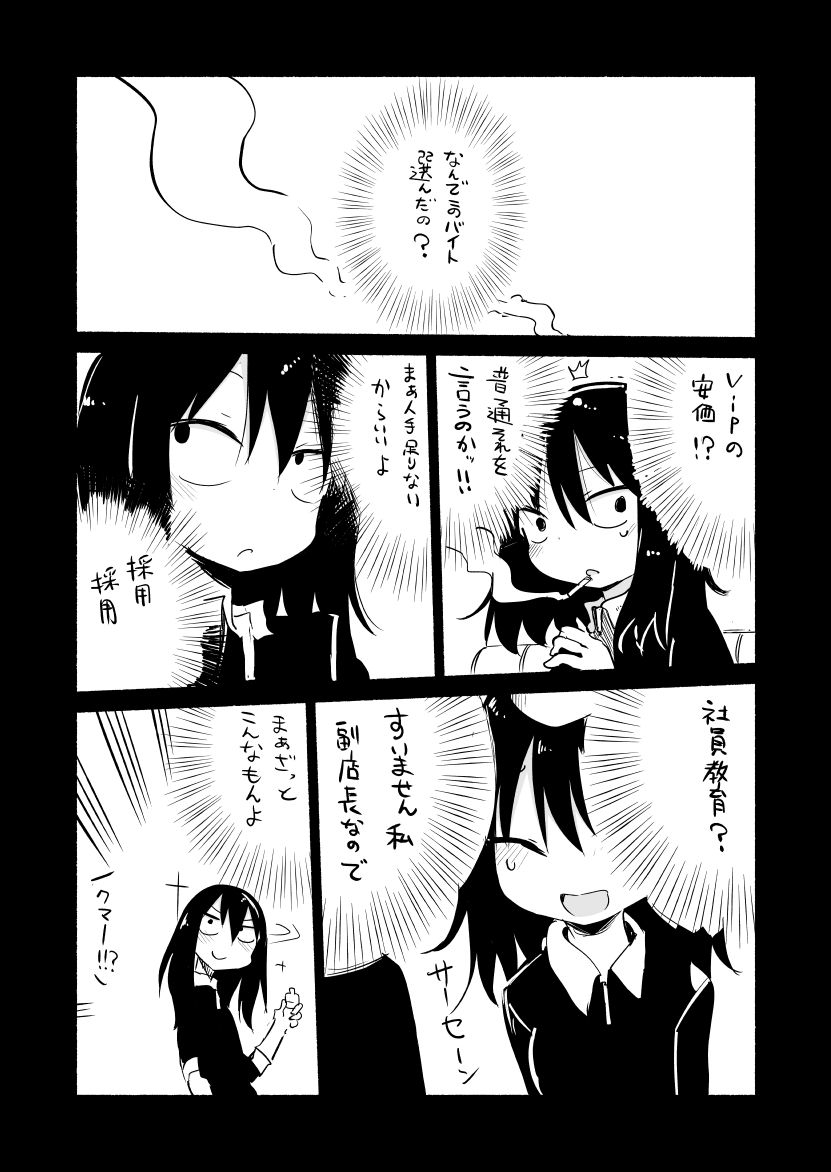 なんでこのバイト
選んだの？
VIPの
安価!?
普通それを
言うのかッ!!
まぁ人手足りない
からいいよ
採用
採用
社員教育？
すいません私
副店長なので
サーセーン
まぁざっと
こんなもんよ
クマー!!?